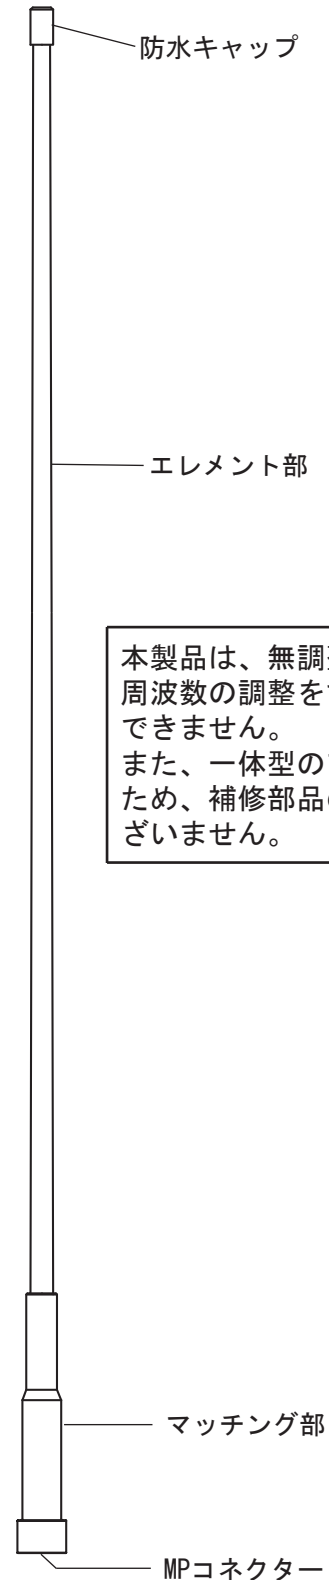 防水キャップ
エレメント部
本製品は、無調
周波数の調整を
できません。
また、一体型の
ため、補修部品
ざいません。
マッチング部
MPコネクター